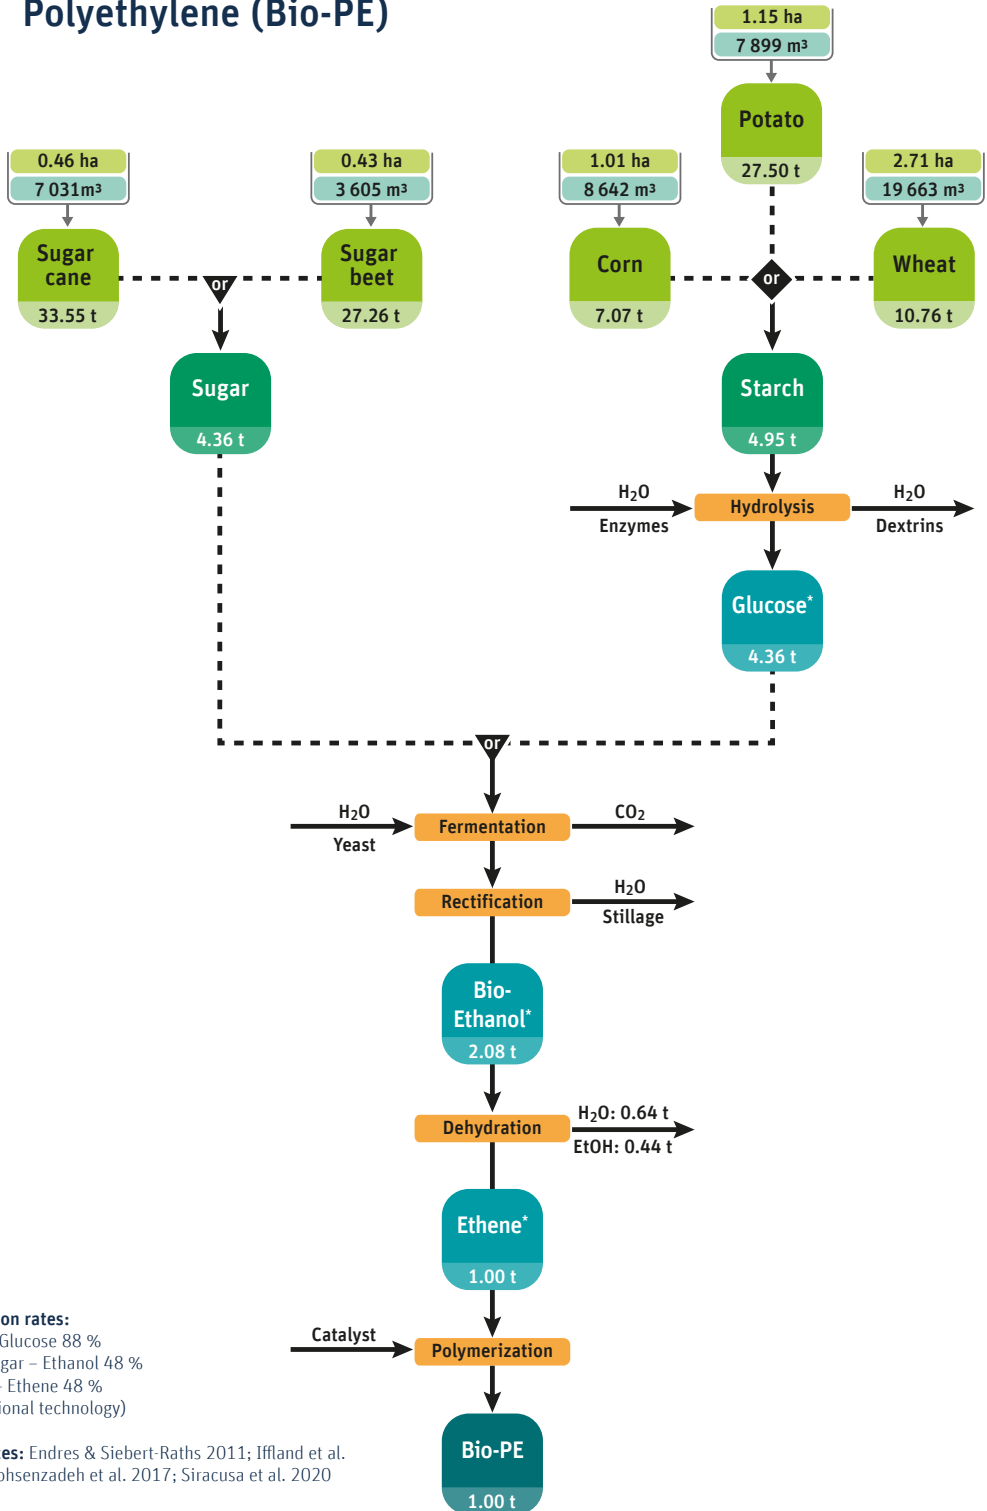 Polyethylene (Bio-PE)
1.15 ha
7 899 m³
Potato
27.50 t
0.46 ha
7 031m³
Sugar
cane
33.55 t
or
0.43 ha
3 605 m³
Sugar
beet
27.26 t
1.01 ha
8 642 m³
Corn
7.07 t
or
2.71 ha
19 663 m³
Wheat
10.76 t
Sugar
4.36 t
Starch
4.95 t
H₂O
Enzymes
Hydrolysis
H₂O
Dextrins
Glucose*
4.36 t
or
H₂O
Yeast
Fermentation
CO₂
Rectification
H₂O
Stillage
Bio-
Ethanol*
2.08 t
Dehydration
H₂O: 0.64 t
EtOH: 0.44 t
Ethene*
1.00 t
Catalyst
Polymerization
Bio-PE
1.00 t
rates:
Glucose 88 %
– Ethanol 48 %
– Ethene 48 %
technology)
Endres & Siebert-Raths 2011; Iffland et al.
et al. 2017; Siracusa et al. 2020